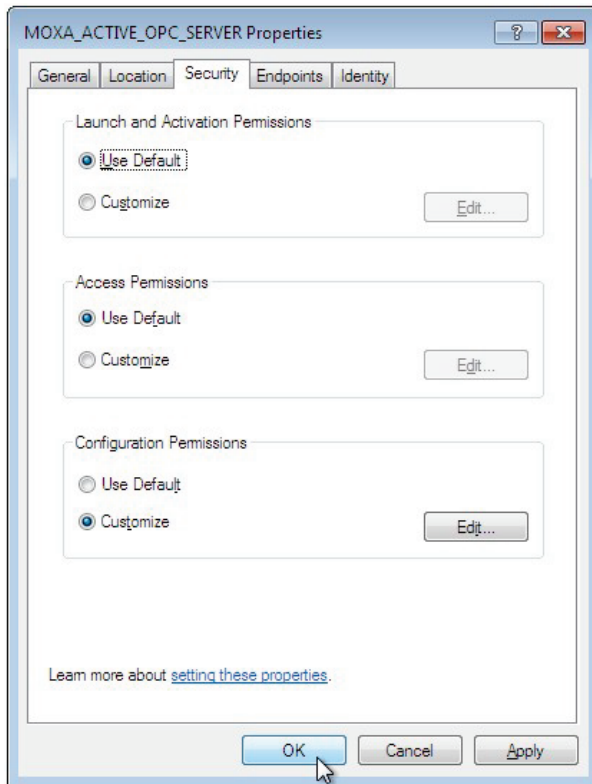 MOXA_ACTIVE_OPC_SERVER Properties
General Location Security Endpoints Identity
Launch and Activation Permissions
Use Default
Customize
Edit...
Access Permissions
Use Default
Customize
Edit...
Configuration Permissions
Use Default
Customize
Edit...
Learn more about setting these properties.
OK Cancel Apply